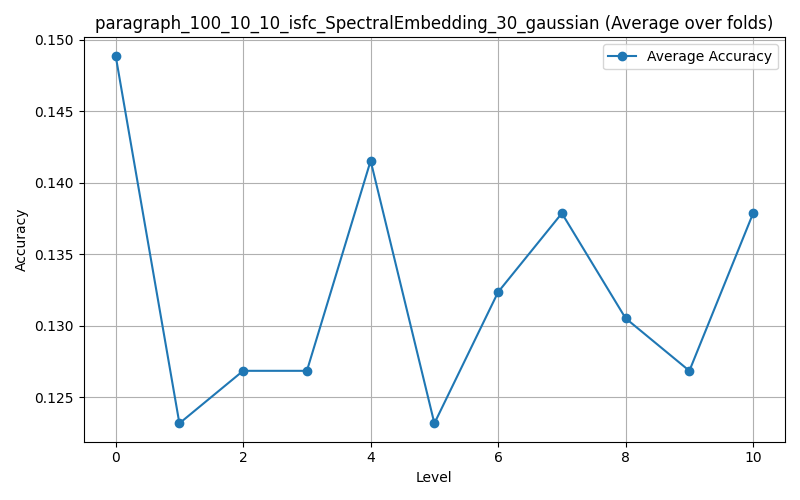 paragraph_100_10_10_isfc_SpectralEmbedding_30_gaussian (Average over folds)
Average Accuracy
0.150
0.145
0.140
0.135
0.130
0.125
Accuracy
0 2 4 6 8 10
Level